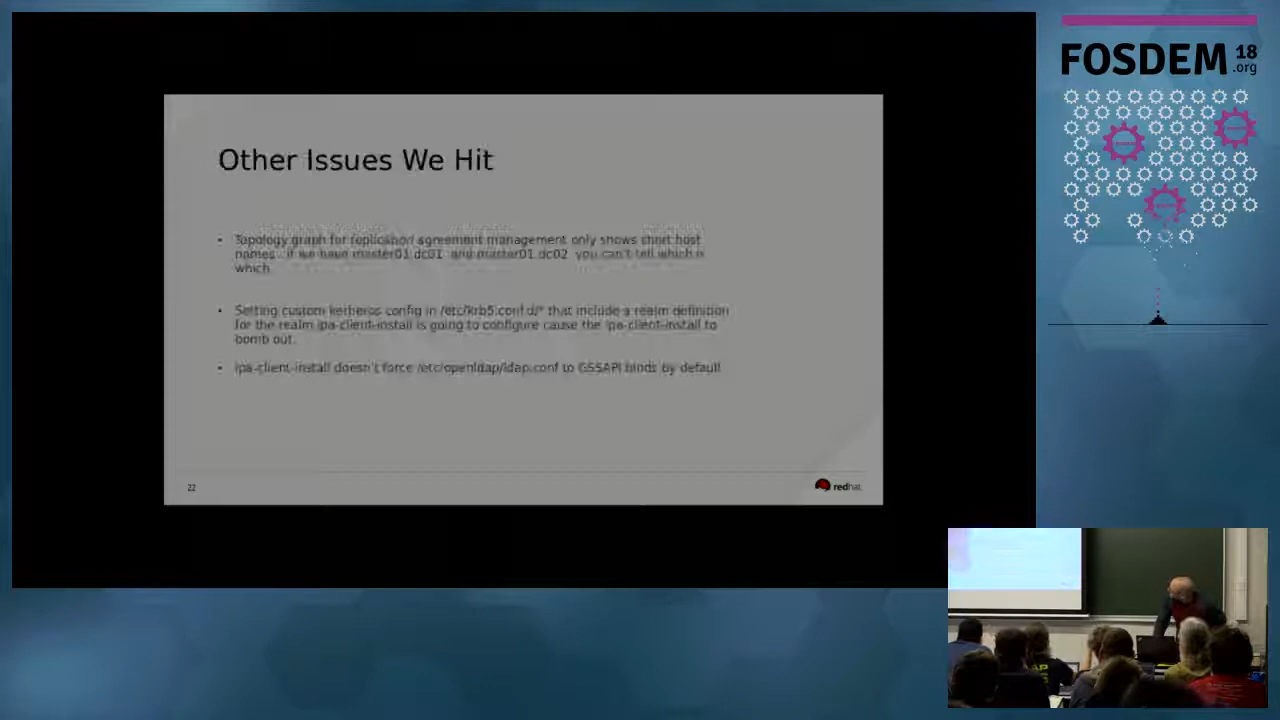 FOSDEM 18
.org
Other Issues We Hit
• Topology graph for replication agreement management only shows short host
names.. if we have master01.dc01 and master01.dc02 you can't tell which is
which.
• Setting custom kerberos config in /etc/krb5.conf.d/* that include a realm definition
for the realm ipa-client-install is going to configure cause the ipa-client-install to
bomb out.
• ipa-client-install doesn't force /etc/openldap/ldap.conf to GSSAPI binds by default
22
redhat